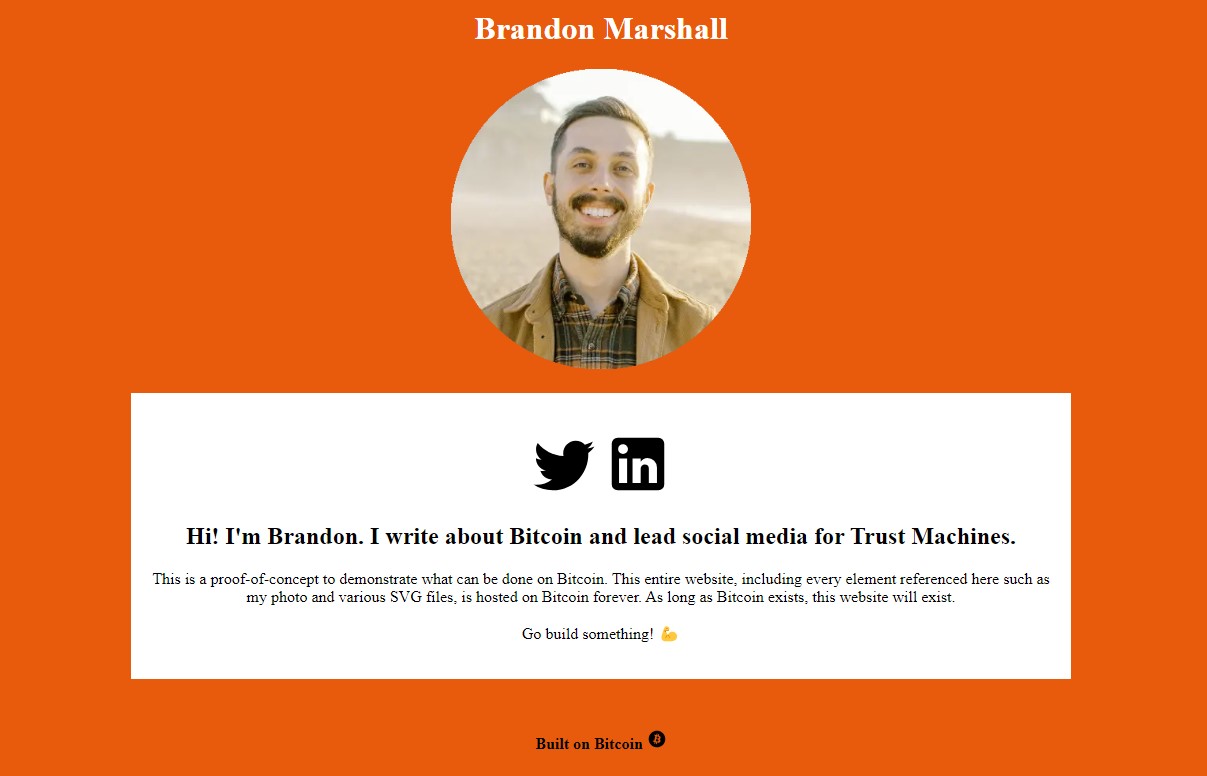 Brandon Marshall
in
Hi! I'm Brandon. I write about Bitcoin and lead social media for Trust Machines.
This is a proof-of-concept to demonstrate what can be done on Bitcoin. This entire website, including every element referenced here such as
my photo and various SVG files, is hosted on Bitcoin forever. As long as Bitcoin exists, this website will exist.
Go build something! 💪
Built on Bitcoin